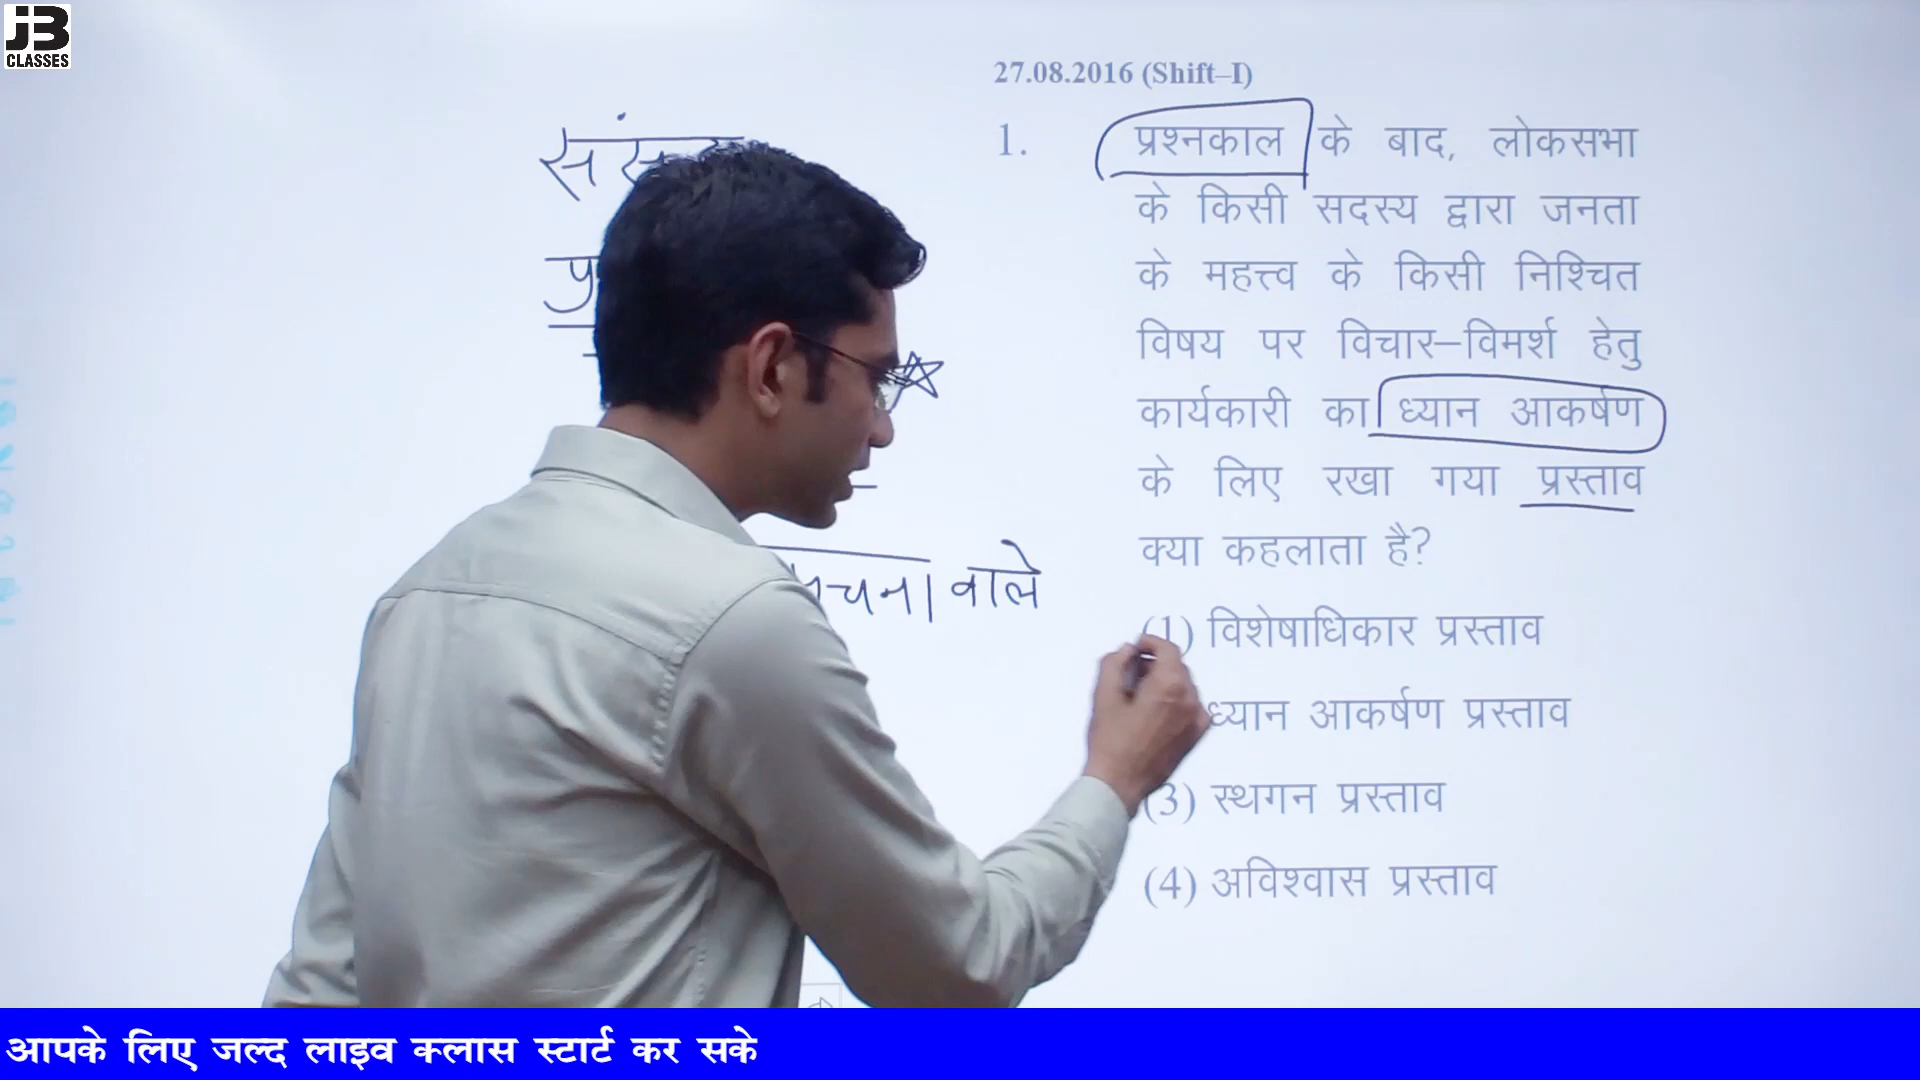 JB
CLASSES
27.08.2016 (Shift–I)
1. प्रश्नकाल के बाद, लोकसभा
के किसी सदस्य द्वारा जनता
के महत्त्व के किसी निश्चित
विषय पर विचार–विमर्श हेतु
कार्यकारी का ध्यान आकर्षण
के लिए रखा गया प्रस्ताव
क्या कहलाता है?
(1) विशेषाधिकार प्रस्ताव
ध्यान आकर्षण प्रस्ताव
(3) स्थगन प्रस्ताव
(4) अविश्वास प्रस्ताव
वाले
आपके लिए जल्द लाइव क्लास स्टार्ट कर सके